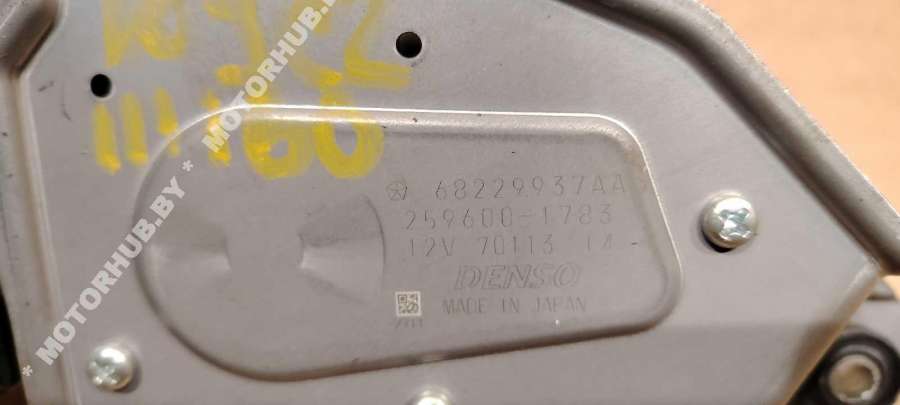 68229937AA
259600-1783
12V 70113 14
DENSO
MADE IN JAPAN
* MOTORHUB.BY * MOTORHUB.BY